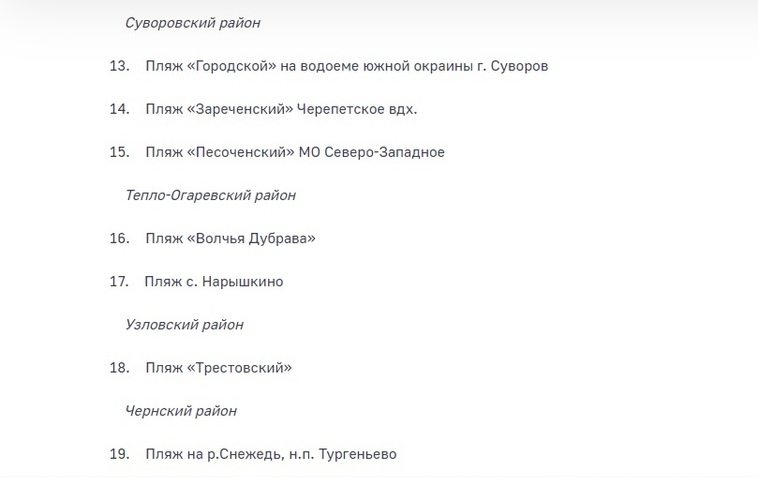 Суворовский район
13. Пляж «Городской» на водоеме южной окраины г. Суворов
14. Пляж «Зареченский» Черепетское вдх.
15. Пляж «Песоченский» МО Северо-Западное
Тепло-Огаревский район
16. Пляж «Волчья Дубрава»
17. Пляж с. Нарышкино
Узловский район
18. Пляж «Трестовский»
Чернский район
19. Пляж на р.Снежедь, н.п. Тургеньево